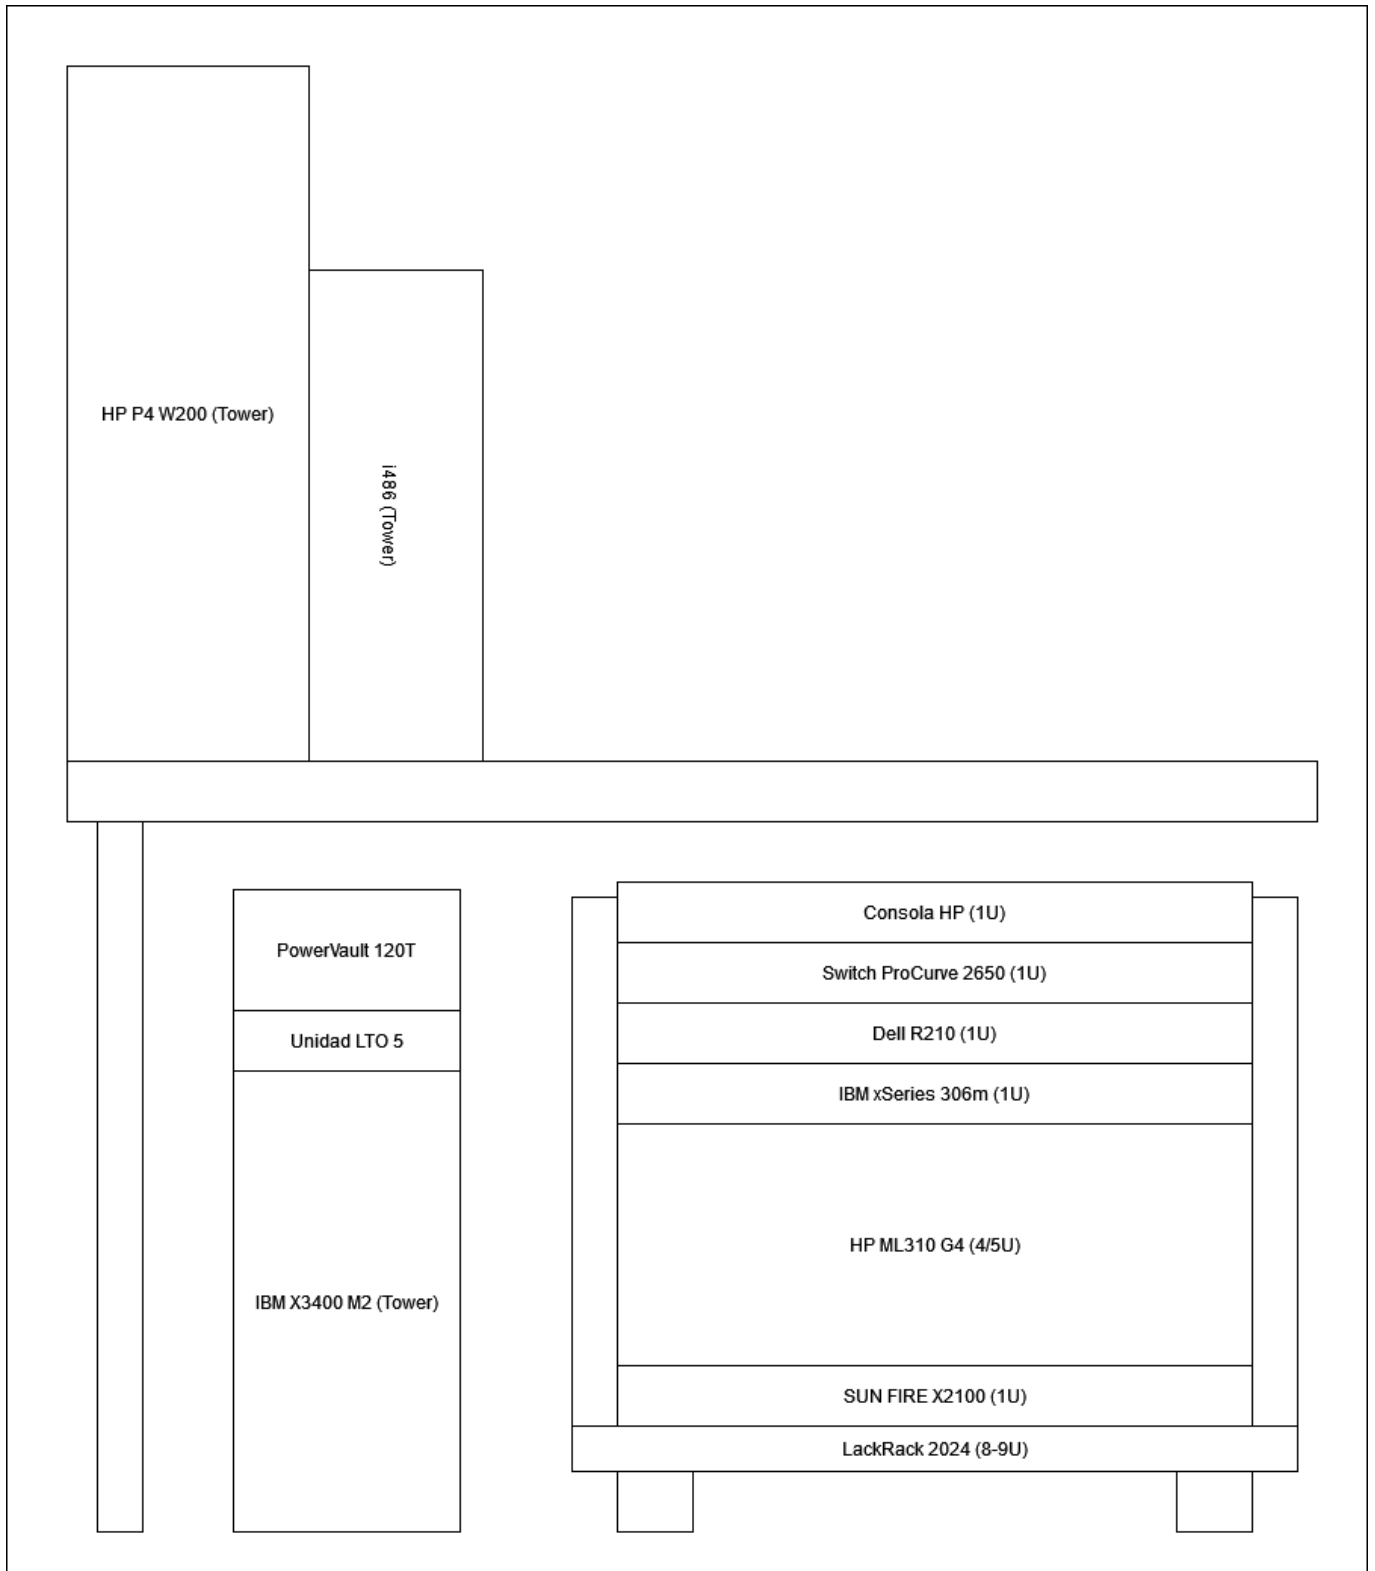 HP P4 W200 (Tower)
i486 (Tower)
PowerVault 120T
Unidad LTO 5
IBM X3400 M2 (Tower)
Consola HP (1U)
Switch ProCurve 2650 (1U)
Dell R210 (1U)
IBM xSeries 306m (1U)
HP ML310 G4 (4/5U)
SUN FIRE X2100 (1U)
LackRack 2024 (8-9U)